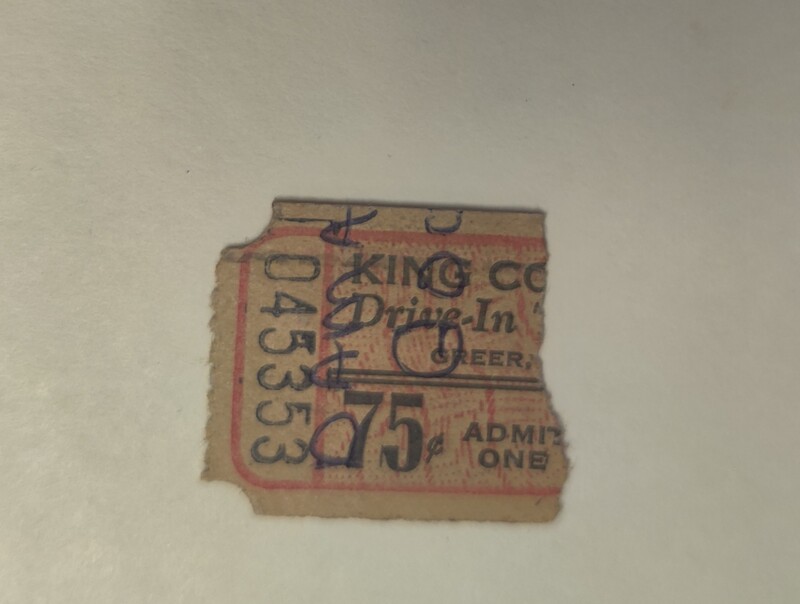 KING CO
Drive-In "
GREER,
75¢ ADMIT
ONE
045353